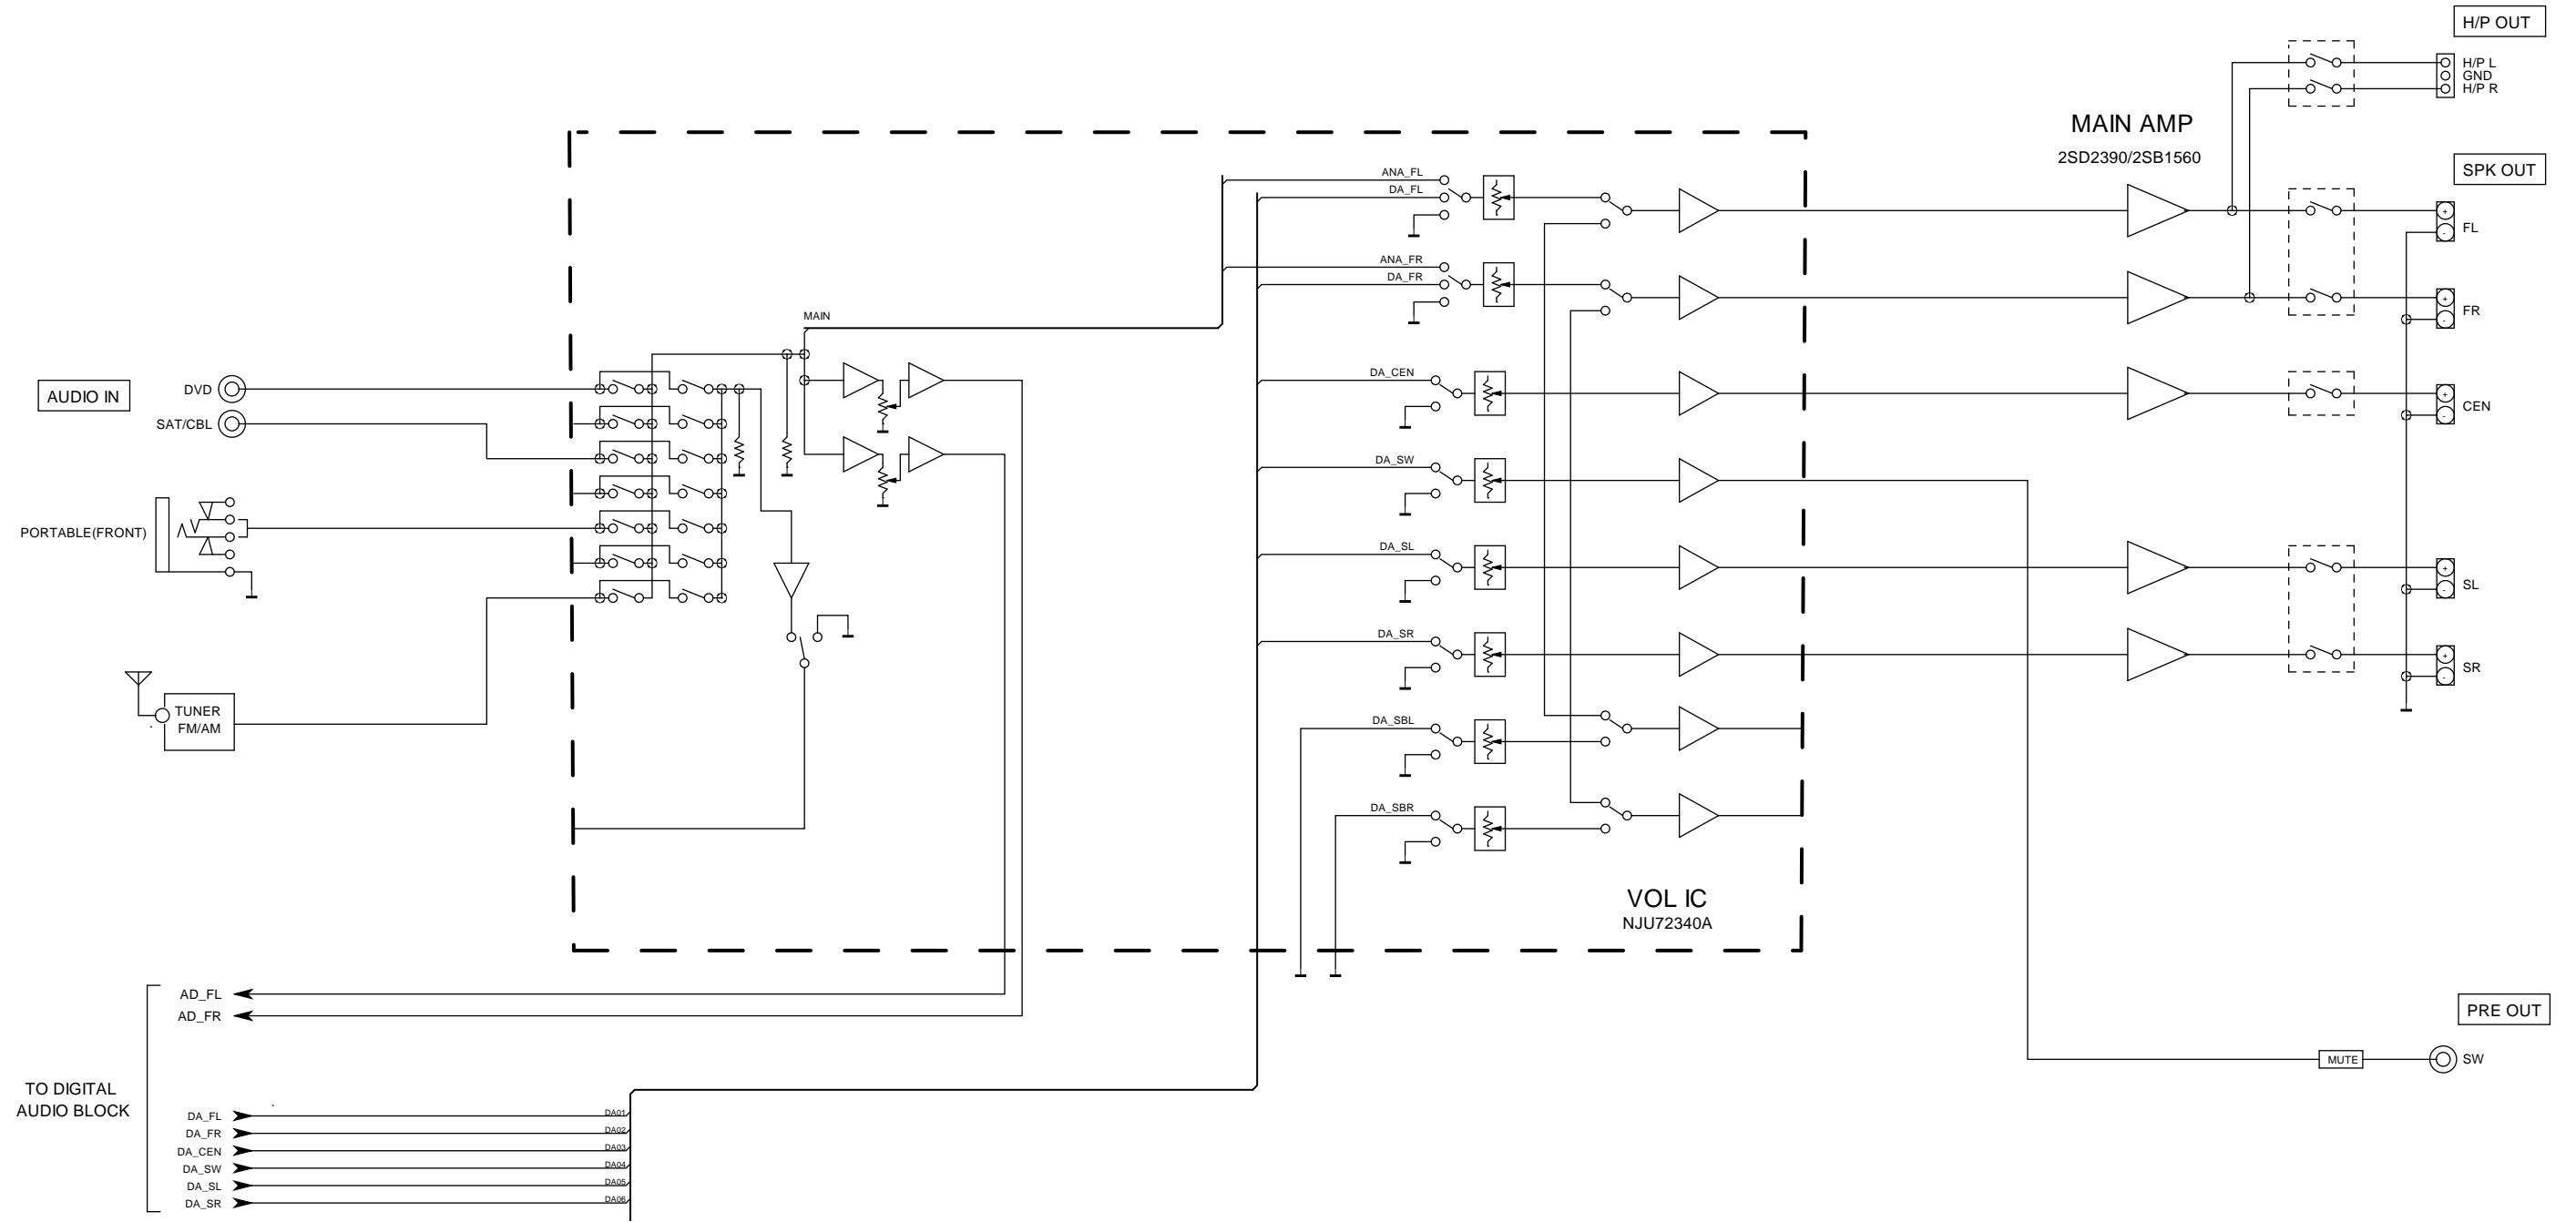 H/P OUT
H/P L
GND
H/P R
MAIN AMP
2SD2390/2SB1560
SPK OUT
ANA_FL
DA_FL
+
-
FL
ANA_FR
DA_FR
+
-
FR
MAIN
AUDIO IN
DVD
SAT/CBL
DA_CEN
+
-
CEN
DA_SW
PORTABLE(FRONT)
DA_SL
+
-
SL
DA_SR
+
-
SR
TUNER
FM/AM
DA_SBL
DA_SBR
VOL IC
NJU72340A
AD_FL
AD_FR
PRE OUT
MUTE
SW
TO DIGITAL
AUDIO BLOCK
DA_FL
DA01
DA_FR
DA02
DA_CEN
DA03
DA_SW
DA04
DA_SL
DA05
DA_SR
DA06